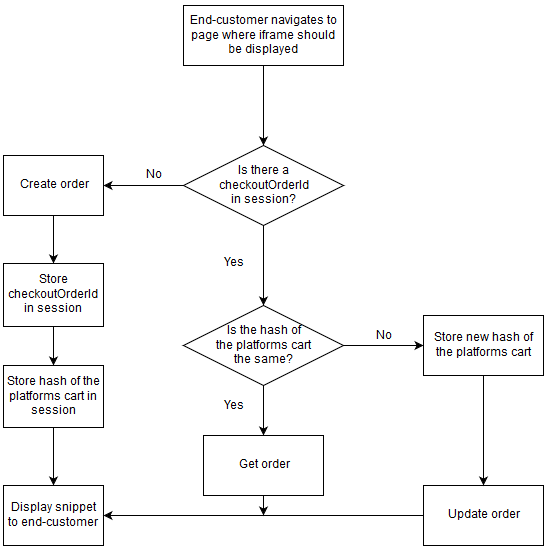 End-customer navigates to
page where iframe should
be displayed
Is there a
checkoutOrderId
in session?
No
Create order
Yes
Store
checkoutOrderId
in session
Is the hash of
the platforms cart
the same?
No
Store new hash of
the platforms cart
Store hash of the
platforms cart in
session
Yes
Get order
Display snippet
to end-customer
Update order